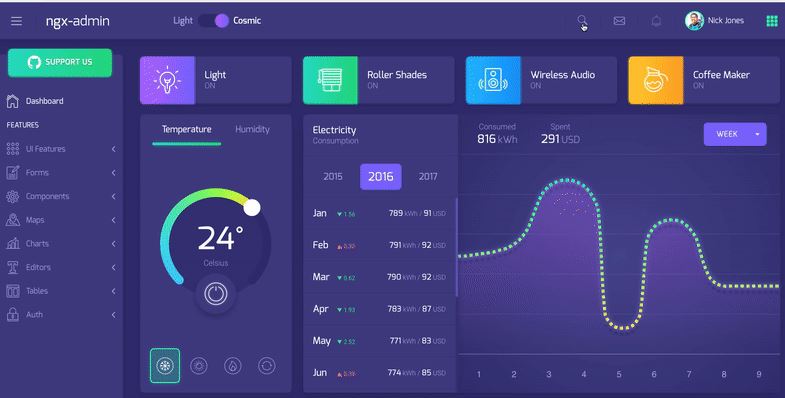 ngx-admin
Light Cosmic
Nick Jones
SUPPORT US
Dashboard
FEATURES
UI Features
Forms
Components
Maps
Charts
Editors
Tables
Auth
Light
ON
Roller Shades
ON
Wireless Audio
ON
Coffee Maker
ON
Temperature Humidity
24°
Celsius
Electricity
Consumption
2015 2016 2017
Jan 1.56 789 kWh / 91 USD
Feb 791 kWh / 92 USD
Mar 0.62 790 kWh / 92 USD
Apr 1.93 783 kWh / 87 USD
May 2.52 771 kWh / 83 USD
Jun 774 kWh / 85 USD
Consumed
816 kWh
Spent
291 USD
WEEK
1 2 3 4 5 6 7 8 9